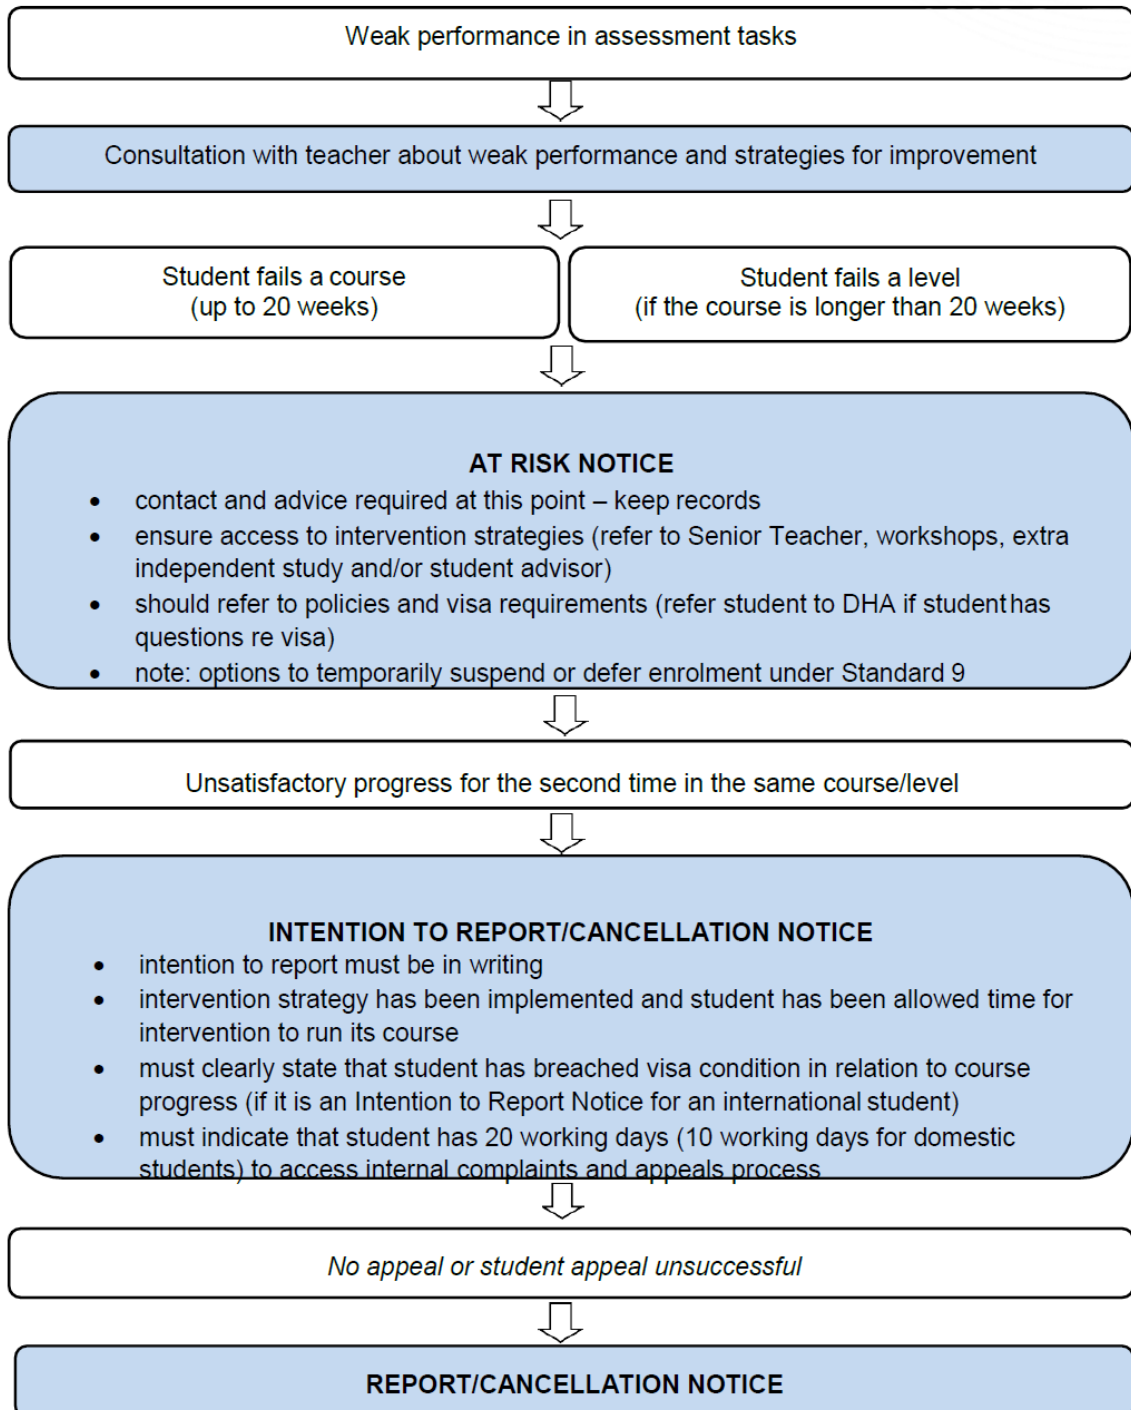 Weak performance in assessment tasks
Consultation with teacher about weak performance and strategies for improvement
Student fails a course
(up to 20 weeks)
Student fails a level
(if the course is longer than 20 weeks)
AT RISK NOTICE
• contact and advice required at this point – keep records
• ensure access to intervention strategies (refer to Senior Teacher, workshops, extra
independent study and/or student advisor)
• should refer to policies and visa requirements (refer student to DHA if student has
questions re visa)
• note: options to temporarily suspend or defer enrolment under Standard 9
Unsatisfactory progress for the second time in the same course/level
INTENTION TO REPORT/CANCELLATION NOTICE
• intention to report must be in writing
• intervention strategy has been implemented and student has been allowed time for
intervention to run its course
• must clearly state that student has breached visa condition in relation to course
progress (if it is an Intention to Report Notice for an international student)
• must indicate that student has 20 working days (10 working days for domestic
students) to access internal complaints and appeals process
No appeal or student appeal unsuccessful
REPORT/CANCELLATION NOTICE